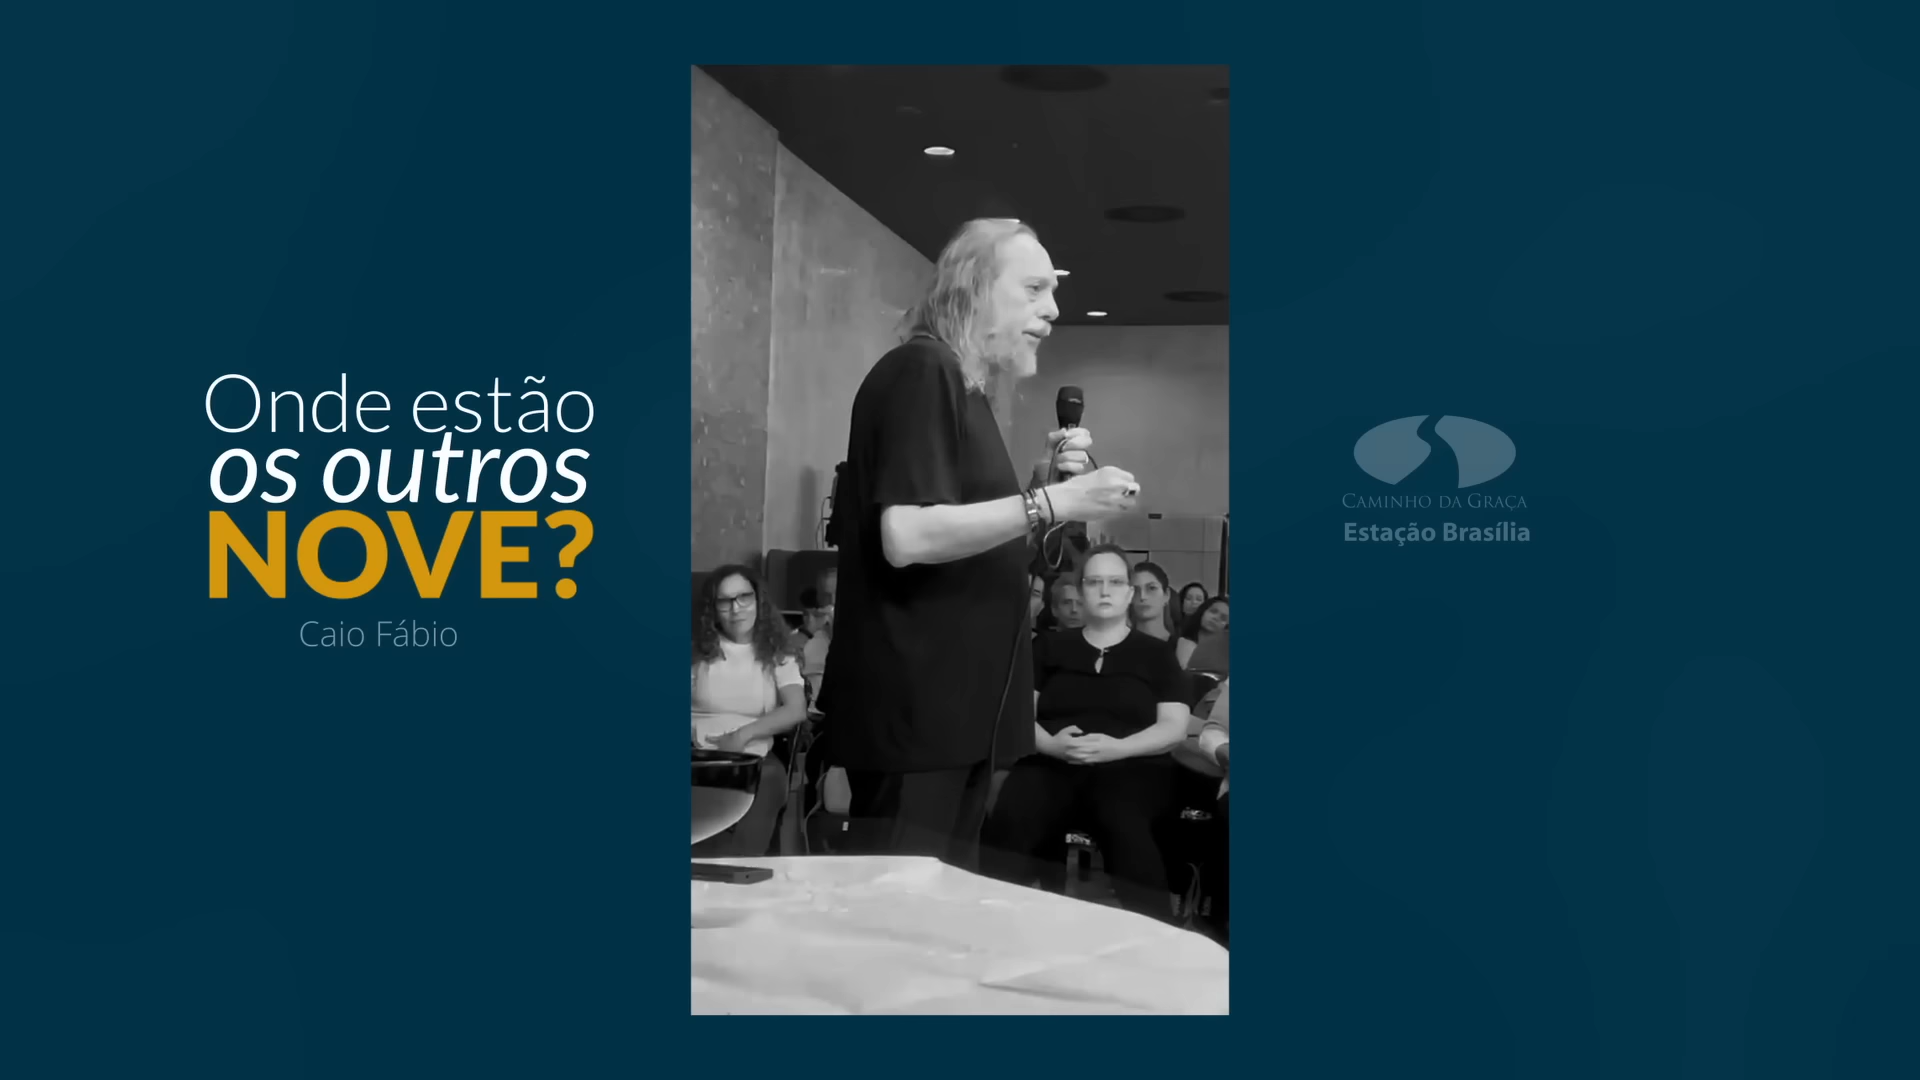 Onde estão
os outros
NOVE?
Caio Fábio
CAMINHO DA GRAÇA
Estação Brasília